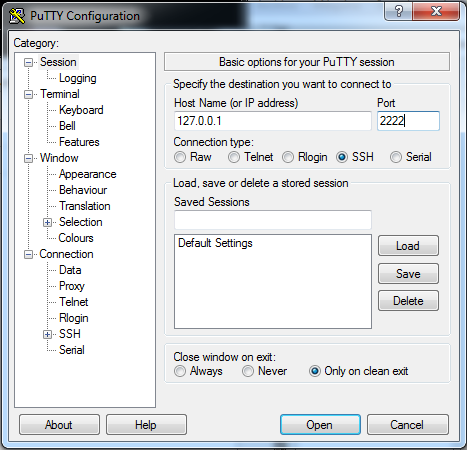 PuTTY Configuration
Category:
Session
Logging
Terminal
Keyboard
Bell
Features
Window
Appearance
Behaviour
Translation
Selection
Colours
Connection
Data
Proxy
Telnet
Rlogin
SSH
Serial
Basic options for your PuTTY session
Specify the destination you want to connect to
Host Name (or IP address) Port
127.0.0.1 2222
Connection type:
Raw Telnet Rlogin SSH Serial
Load, save or delete a stored session
Saved Sessions
Default Settings
Load
Save
Delete
Close window on exit:
Always Never Only on clean exit
About Help Open Cancel